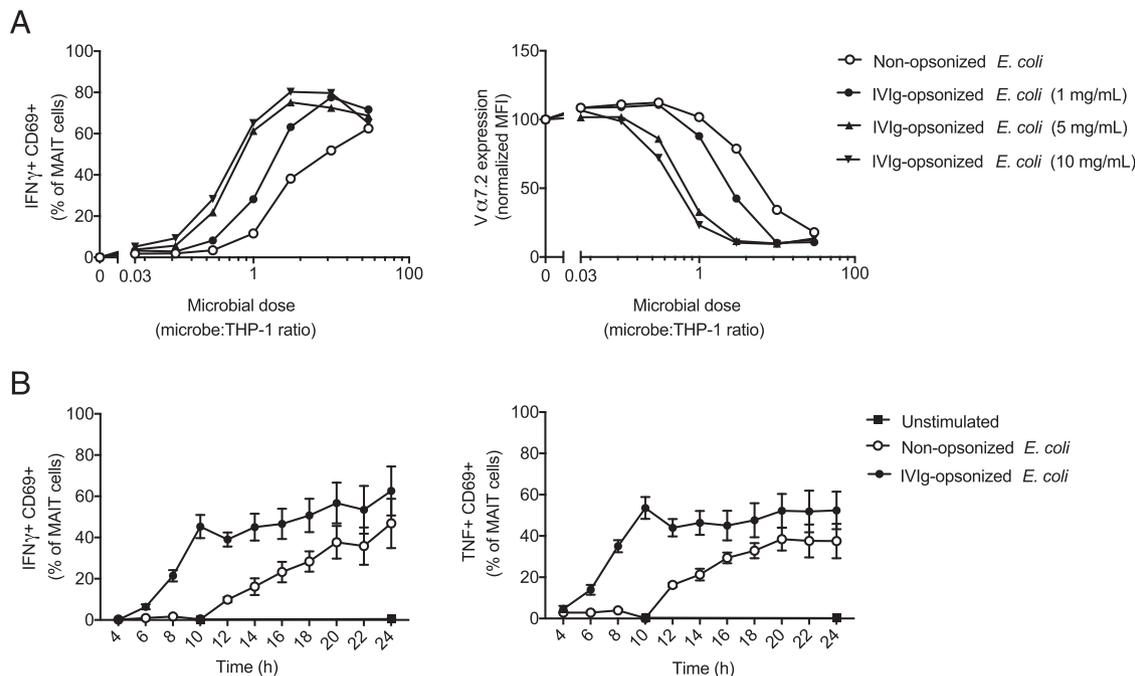 A
IFNγ+ CD69+
(% of MAIT cells)
100
80
60
40
20
0
0 0.03 1 100
Microbial dose
(microbe:THP-1 ratio)
Vα7.2 expression
(normalized MFI)
150
100
50
0
0 0.03 1 100
Microbial dose
(microbe:THP-1 ratio)
Non-opsonized E. coli
IVIg-opsonized E. coli (1 mg/mL)
IVIg-opsonized E. coli (5 mg/mL)
IVIg-opsonized E. coli (10 mg/mL)
B
IFNγ+ CD69+
(% of MAIT cells)
100
80
60
40
20
0
4 6 8 10 12 14 16 18 20 22 24
Time (h)
TNF+ CD69+
(% of MAIT cells)
100
80
60
40
20
0
4 6 8 10 12 14 16 18 20 22 24
Time (h)
Unstimulated
Non-opsonized E. coli
IVIg-opsonized E. coli